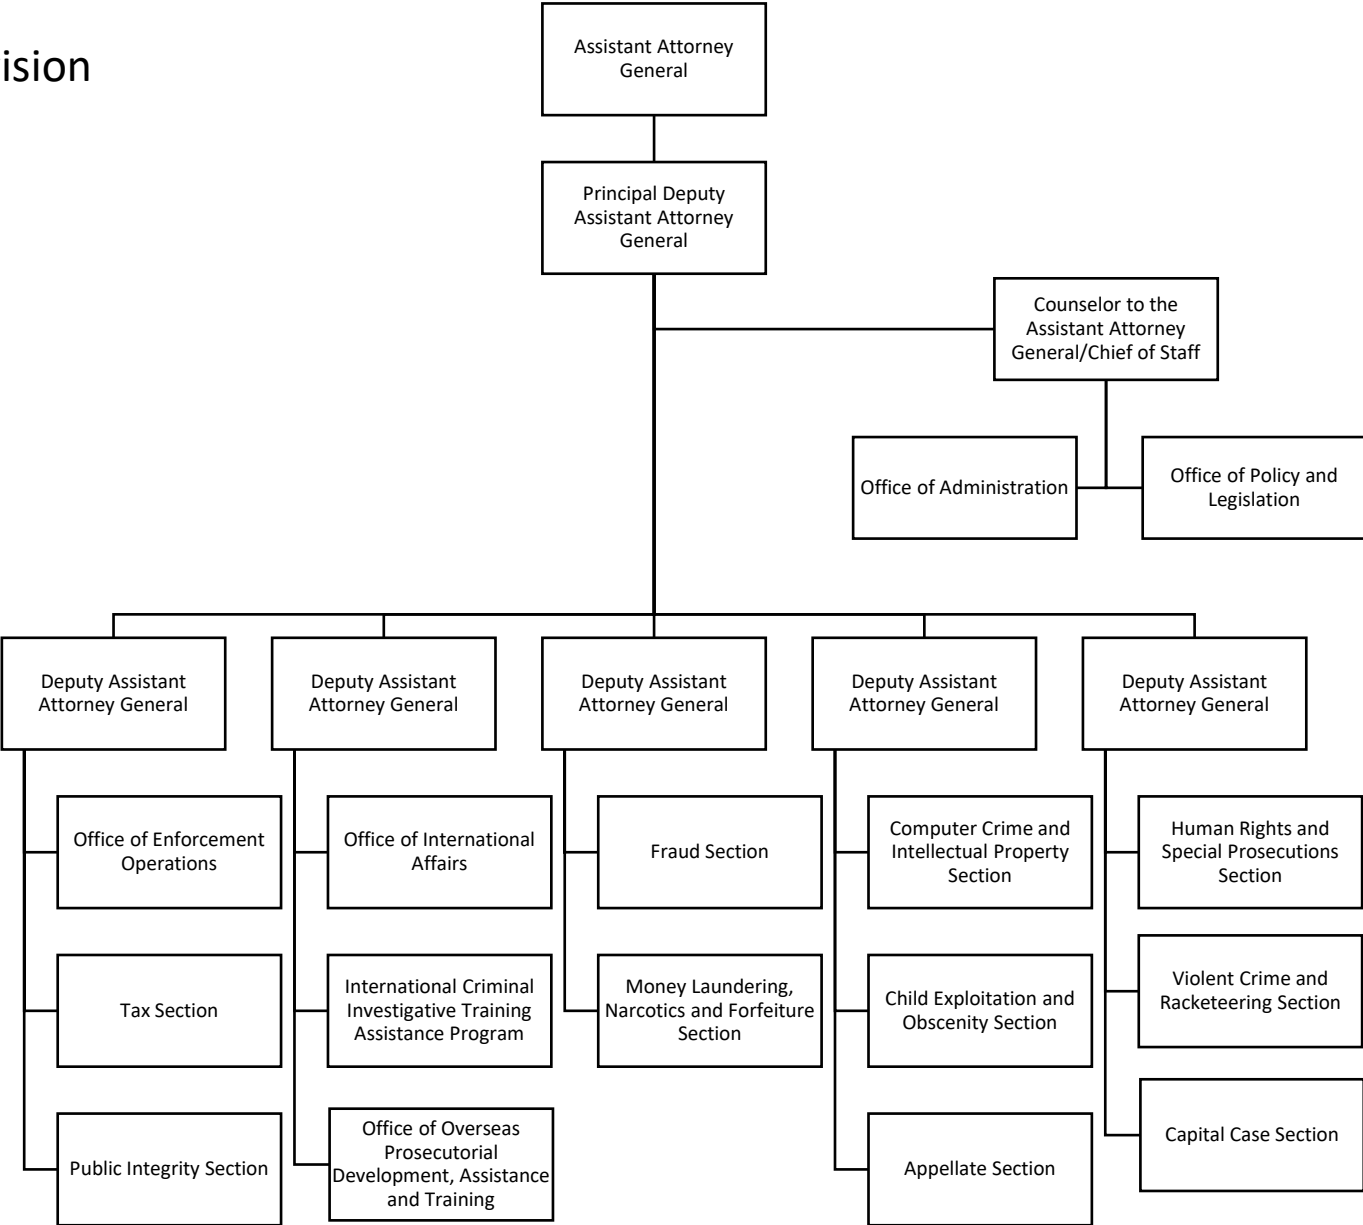 ision
Assistant Attorney
General
Principal Deputy
Assistant Attorney
General
Counselor to the
Assistant Attorney
General/Chief of Staff
Office of Administration
Office of Policy and
Legislation
Deputy Assistant
Attorney General
Deputy Assistant
Attorney General
Deputy Assistant
Attorney General
Deputy Assistant
Attorney General
Deputy Assistant
Attorney General
Office of Enforcement
Operations
Tax Section
Public Integrity Section
Office of International
Affairs
International Criminal
Investigative Training
Assistance Program
Office of Overseas
Prosecutorial
Development, Assistance
and Training
Fraud Section
Money Laundering,
Narcotics and Forfeiture
Section
Computer Crime and
Intellectual Property
Section
Child Exploitation and
Obscenity Section
Appellate Section
Human Rights and
Special Prosecutions
Section
Violent Crime and
Racketeering Section
Capital Case Section